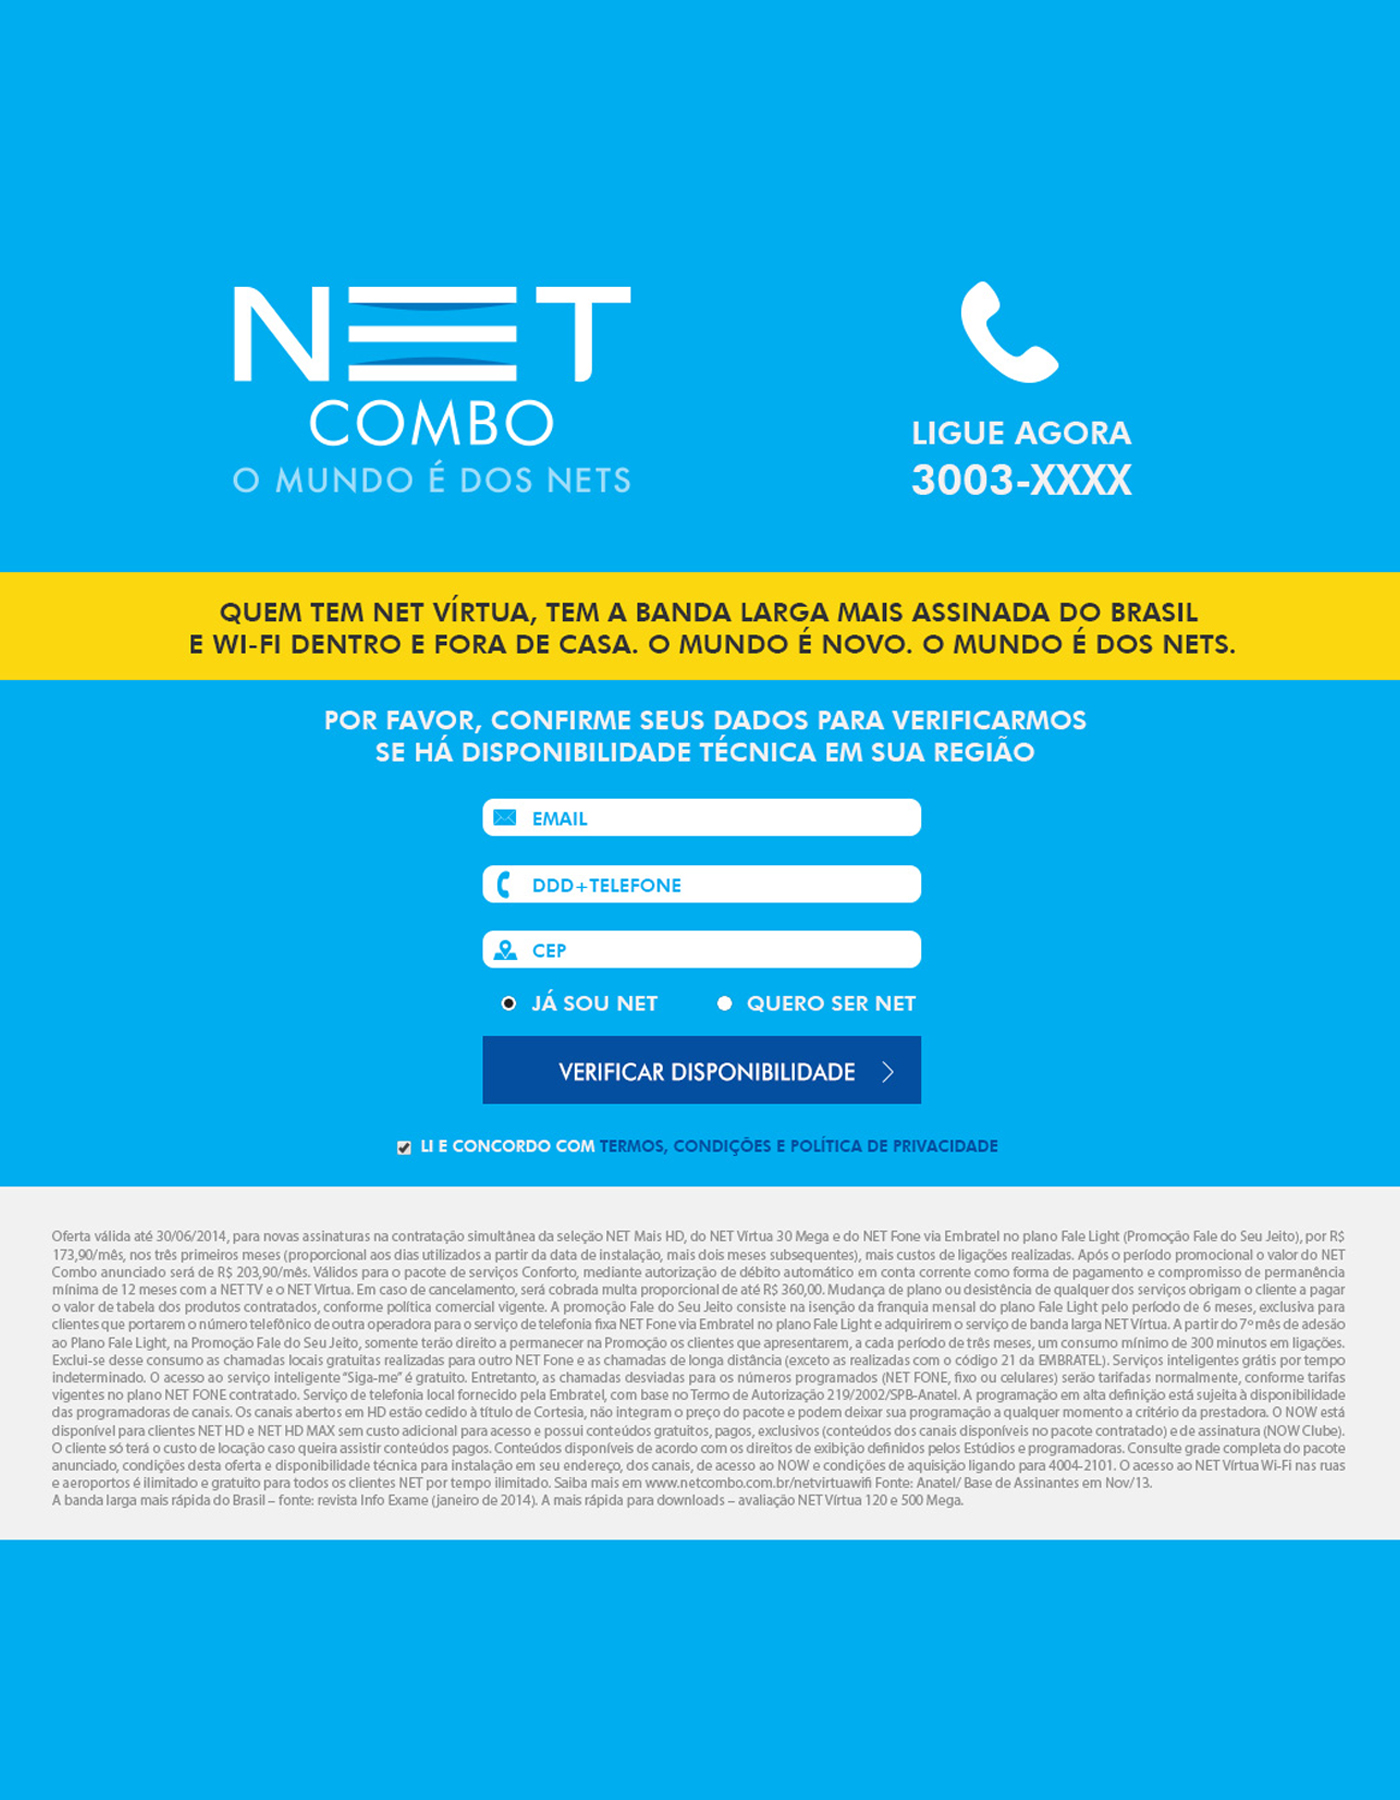 NET
COMBO
O MUNDO É DOS NETS
LIGUE AGORA
3003-XXXX
QUEM TEM NET VÍRTUA, TEM A BANDA LARGA MAIS ASSINADA DO BRASIL
E WI-FI DENTRO E FORA DE CASA. O MUNDO É NOVO. O MUNDO É DOS NETS.
POR FAVOR, CONFIRME SEUS DADOS PARA VERIFICARMOS
SE HÁ DISPONIBILIDADE TÉCNICA EM SUA REGIÃO
EMAIL
DDD+TELEFONE
CEP
JÁ SOU NET QUERO SER NET
VERIFICAR DISPONIBILIDADE
LI E CONCORDO COM TERMOS, CONDIÇÕES E POLÍTICA DE PRIVACIDADE
Oferta válida até 30/06/2014, para novas assinaturas na contratação simultânea da seleção NET Mais HD, do NET Vírtua 30 Mega e do NET Fone via Embratel no plano Fale Light (Promoção Fale do Seu Jeito), por R$
173,90/mês, nos três primeiros meses (proporcional aos dias utilizados a partir da data de instalação, mais dois meses subsequentes), mais custos de ligações realizadas. Após o período promocional o valor do NET
Combo anunciado será de R$ 203,90/mês. Válidos para o pacote de serviços Conforto, mediante autorização de débito automático em conta corrente como forma de pagamento e compromisso de permanência
mínima de 12 meses com a NET TV e o NET Vírtua. Em caso de cancelamento, será cobrada multa proporcional de até R$ 360,00. Mudança de plano ou desistência de qualquer dos serviços obrigam o cliente a pagar
o valor de tabela dos produtos contratados, conforme política comercial vigente. A promoção Fale do Seu Jeito consiste na isenção da franquia mensal do plano Fale Light pelo período de 6 meses, exclusiva para
clientes que portarem o número telefônico de outra operadora para o serviço de telefonia fixa NET Fone via Embratel no plano Fale Light e adquirirem o serviço de banda larga NET Vírtua. A partir do 7º mês de adesão
ao Plano Fale Light, na Promoção Fale do Seu Jeito, somente terão direito a permanecer na Promoção os clientes que apresentarem, a cada período de três meses, um consumo mínimo de 300 minutos em ligações.
Exclui-se desse consumo as chamadas locais gratuitas realizadas para outro NET Fone e as chamadas de longa distância (exceto as realizadas com o código 21 da EMBRATEL). Serviços inteligentes grátis por tempo
indeterminado. O acesso ao serviço inteligente “Siga-me” é gratuito. Entretanto, as chamadas desviadas para os números programados (NET FONE, fixo ou celulares) serão tarifadas normalmente, conforme tarifas
vigentes no plano NET FONE contratado. Serviço de telefonia local fornecido pela Embratel, com base no Termo de Autorização 219/2002/SPB-Anatel. A programação em alta definição está sujeita à disponibilidade
das programadoras de canais. Os canais abertos em HD estão cedido à título de Cortesia, não integram o preço do pacote e podem deixar sua programação a qualquer momento a critério da prestadora. O NOW está
disponível para clientes NET HD e NET HD MAX sem custo adicional para acesso e possui conteúdos gratuitos, pagos, exclusivos (conteúdos dos canais disponíveis no pacote contratado) e de assinatura (NOW Clube).
O cliente só terá o custo de locação caso queira assistir conteúdos pagos. Conteúdos disponíveis de acordo com os direitos de exibição definidos pelos Estúdios e programadoras. Consulte grade completa do pacote
anunciado, condições desta oferta e disponibilidade técnica para instalação em seu endereço, dos canais, de acesso ao NOW e condições de aquisição ligando para 4004-2101. O acesso ao NET Vírtua Wi-Fi nas ruas
e aeroportos é ilimitado e gratuito para todos os clientes NET por tempo ilimitado. Saiba mais em www.netcombo.com.br/netvirtuawifi Fonte: Anatel/ Base de Assinantes em Nov/13.
A banda larga mais rápida do Brasil – fonte: revista Info Exame (janeiro de 2014). A mais rápida para downloads – avaliação NET Vírtua 120 e 500 Mega.